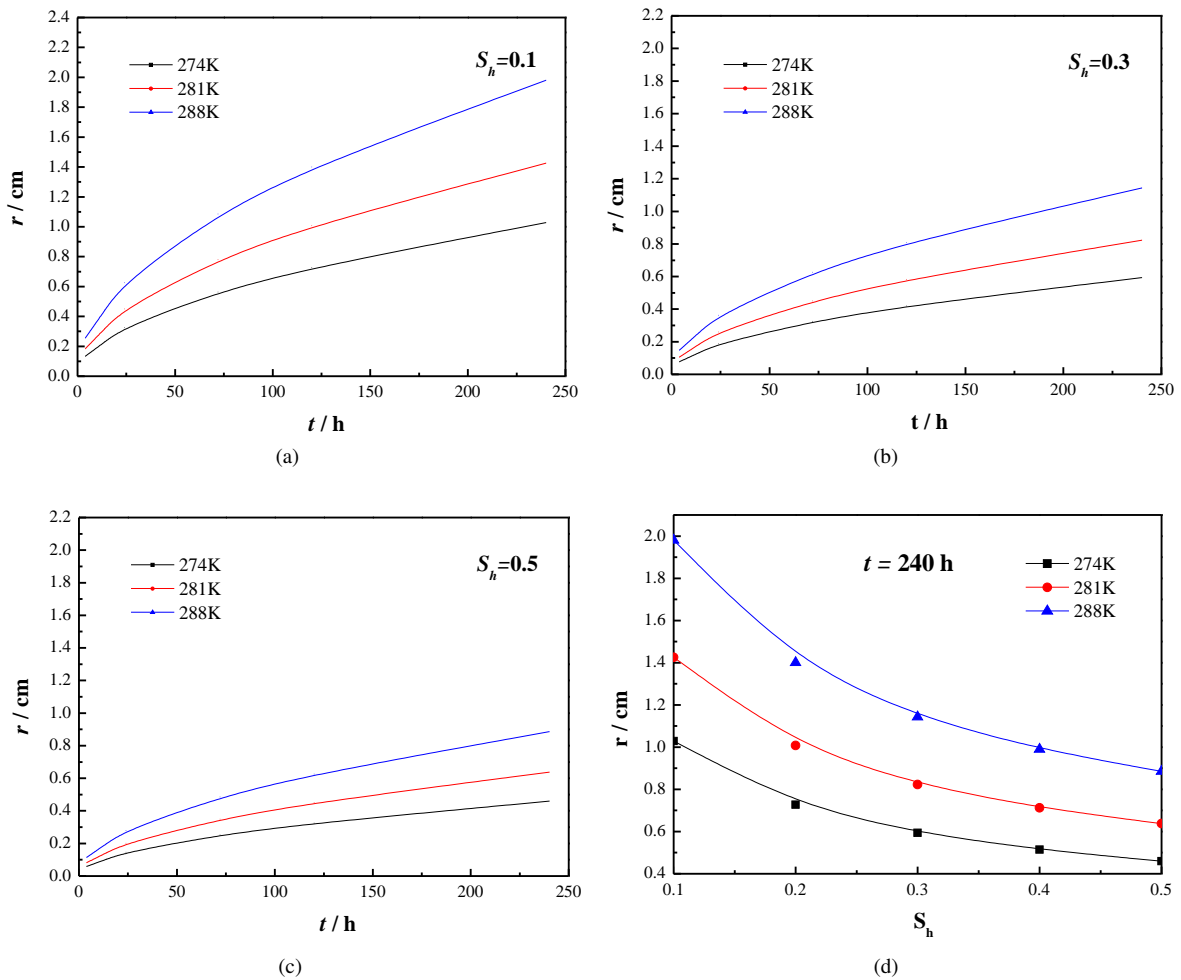 2.4
2.2
2.0
1.8
1.6
1.4
1.2
1.0
0.8
0.6
0.4
0.2
0.0
r / cm
274K
281K
288K
S_h=0.1
0 50 100 150 200 250
t / h
(a)
2.2
2.0
1.8
1.6
1.4
1.2
1.0
0.8
0.6
0.4
0.2
0.0
r / cm
274K
281K
288K
S_h=0.3
0 50 100 150 200 250
t / h
(b)
2.2
2.0
1.8
1.6
1.4
1.2
1.0
0.8
0.6
0.4
0.2
0.0
r / cm
274K
281K
288K
S_h=0.5
0 50 100 150 200 250
t / h
(c)
2.0
1.8
1.6
1.4
1.2
1.0
0.8
0.6
0.4
r / cm
t = 240 h
274K
281K
288K
0.1 0.2 0.3 0.4 0.5
S_h
(d)